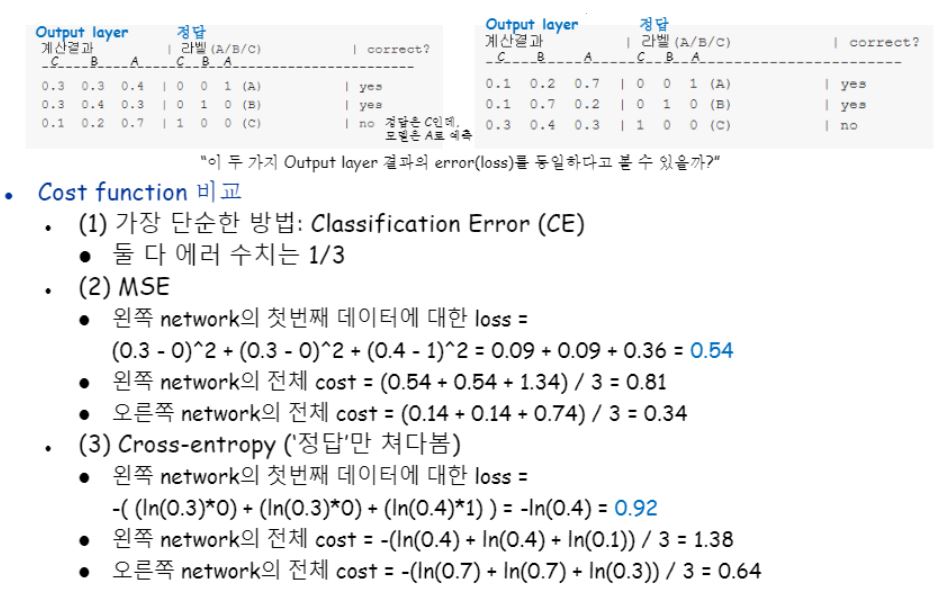 Output layer 정답
계산결과 | 라벨 (A/B/C) | correct?
C B A C B A
0.3 0.3 0.4 | 0 0 1 (A) | yes
0.3 0.4 0.3 | 0 1 0 (B) | yes
0.1 0.2 0.7 | 1 0 0 (C) | no 정답은 C인데,
모델은 A로 예측
Output layer 정답
계산결과 | 라벨 (A/B/C) | correct?
C B A C B A
0.1 0.2 0.7 | 0 0 1 (A) | yes
0.1 0.7 0.2 | 0 1 0 (B) | yes
0.3 0.4 0.3 | 1 0 0 (C) | no
"이 두 가지 Output layer 결과의 error(loss)를 동일하다고 볼 수 있을까?"
• Cost function 비교
• (1) 가장 단순한 방법: Classification Error (CE)
● 둘 다 에러 수치는 1/3
• (2) MSE
● 왼쪽 network의 첫번째 데이터에 대한 loss =
(0.3 - 0)^2 + (0.3 - 0)^2 + (0.4 - 1)^2 = 0.09 + 0.09 + 0.36 = 0.54
● 왼쪽 network의 전체 cost = (0.54 + 0.54 + 1.34) / 3 = 0.81
● 오른쪽 network의 전체 cost = (0.14 + 0.14 + 0.74) / 3 = 0.34
• (3) Cross-entropy ('정답'만 쳐다봄)
● 왼쪽 network의 첫번째 데이터에 대한 loss =
-( (ln(0.3)*0) + (ln(0.3)*0) + (ln(0.4)*1) ) = -ln(0.4) = 0.92
● 왼쪽 network의 전체 cost = -(ln(0.4) + ln(0.4) + ln(0.1)) / 3 = 1.38
● 오른쪽 network의 전체 cost = -(ln(0.7) + ln(0.7) + ln(0.3)) / 3 = 0.64